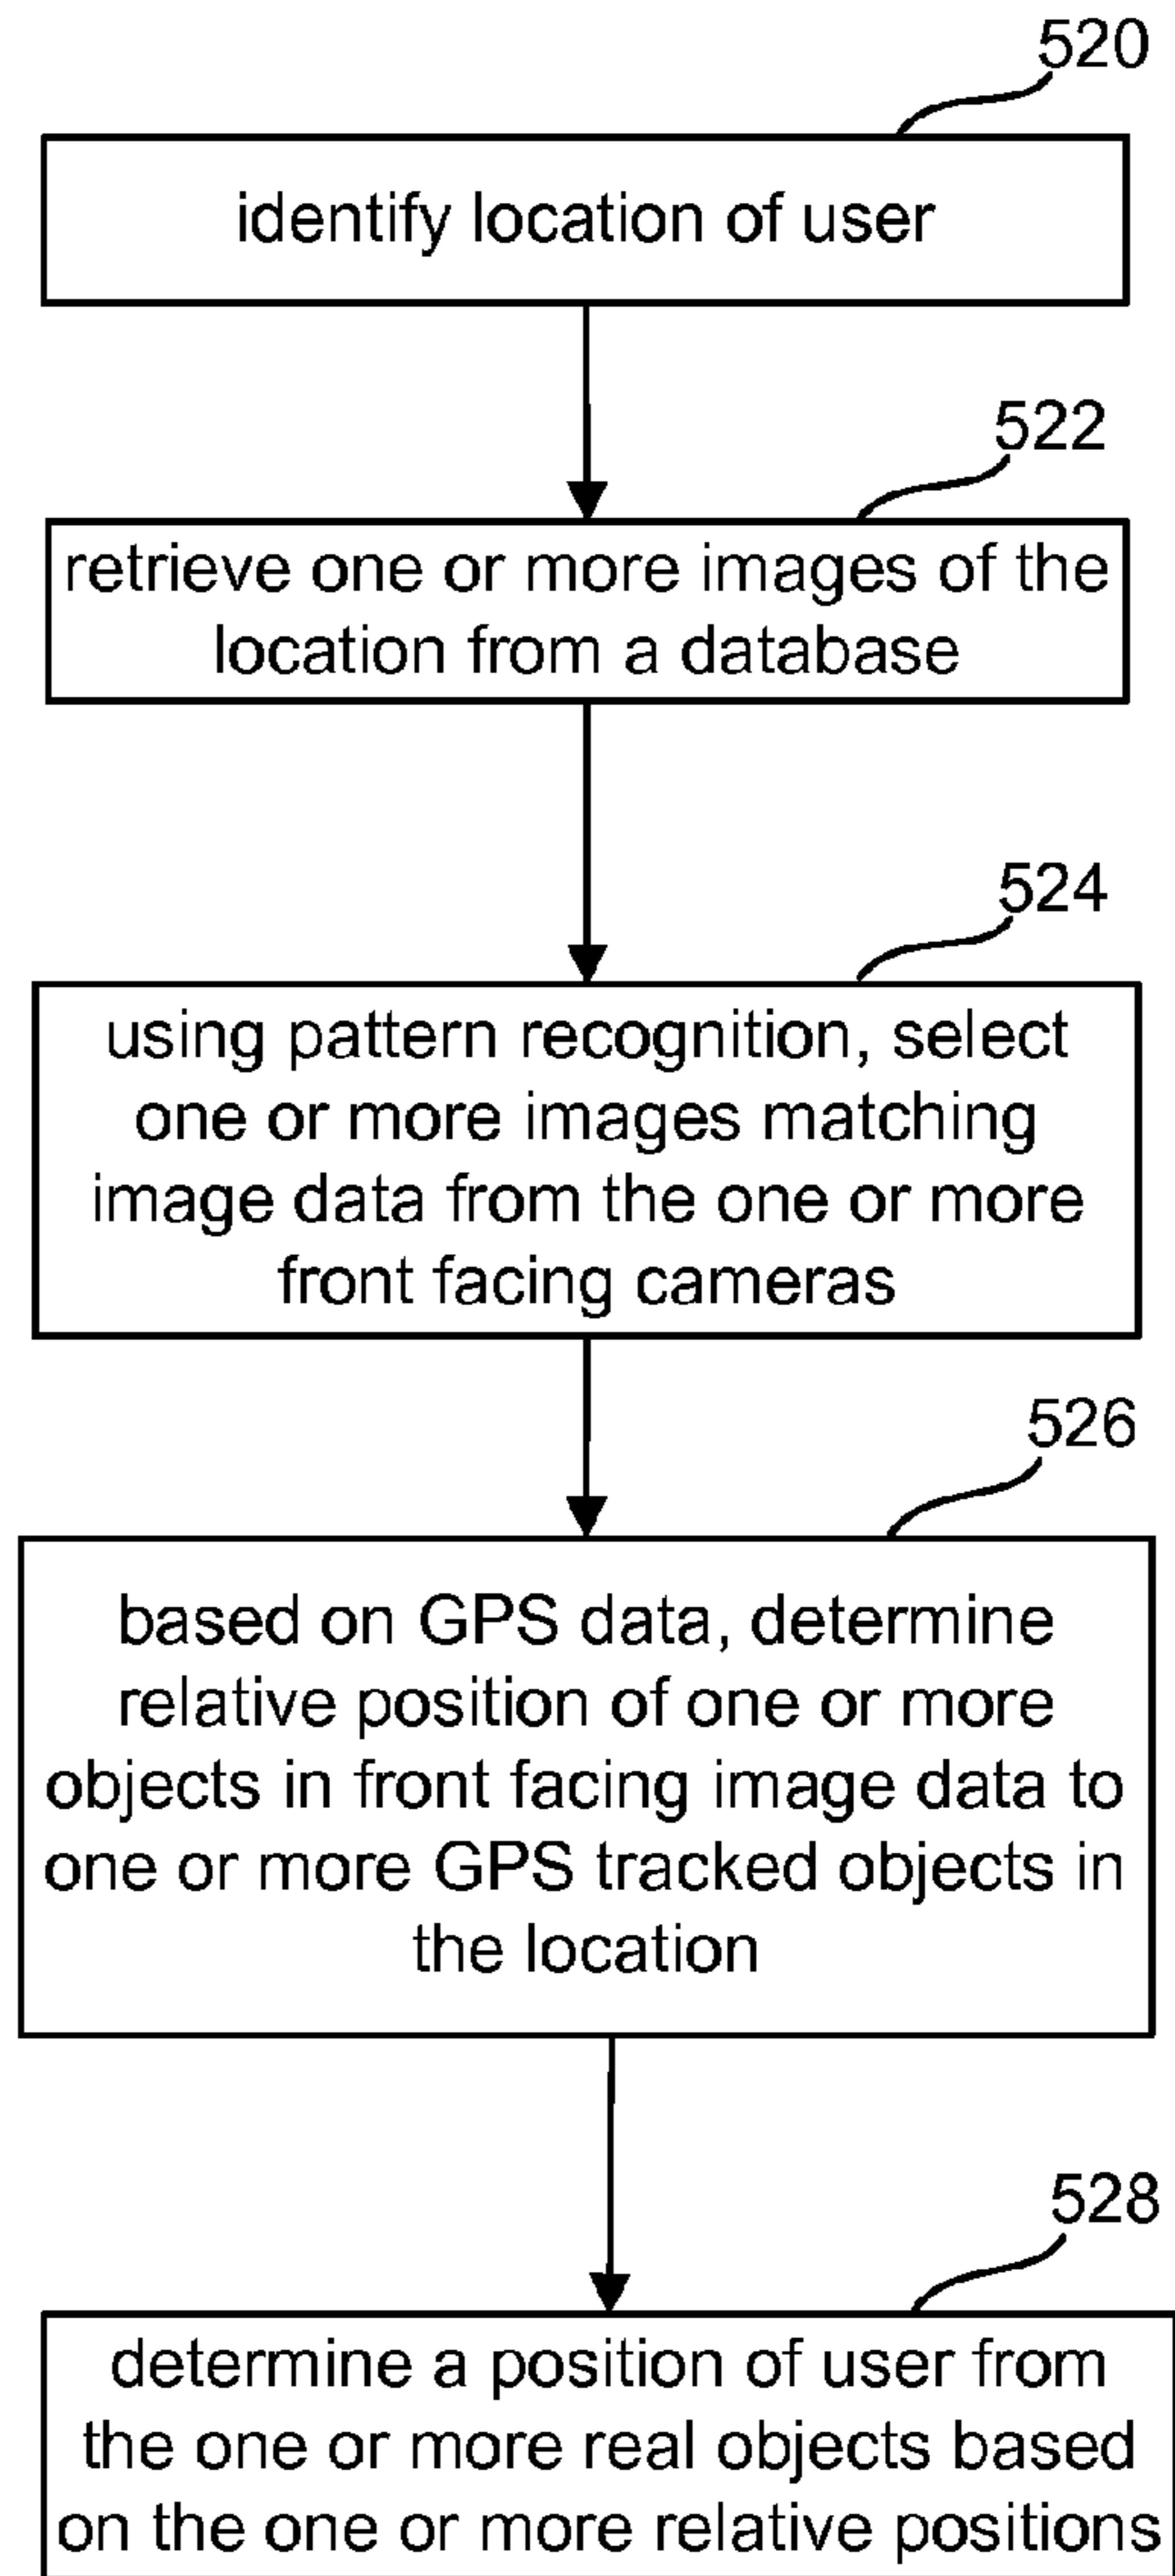 520
identify location of user
522
retrieve one or more images of the
location from a database
524
using pattern recognition, select
one or more images matching
image data from the one or more
front facing cameras
526
based on GPS data, determine
relative position of one or more
objects in front facing image data to
one or more GPS tracked objects in
the location
528
determine a position of user from
the one or more real objects based
on the one or more relative positions